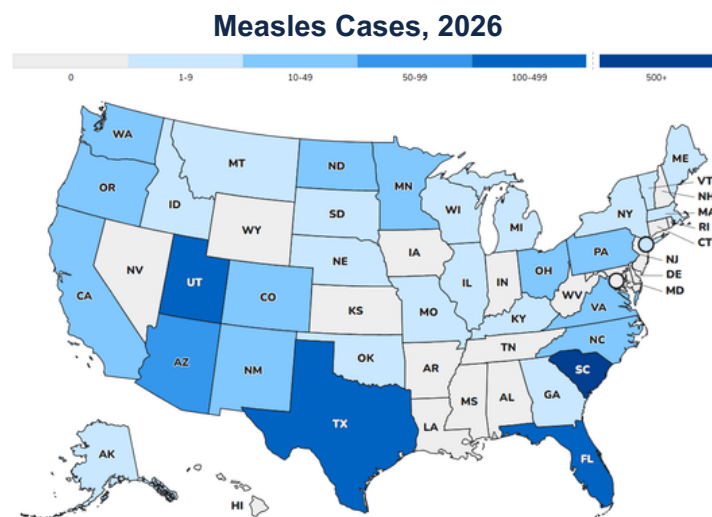 Measles Cases, 2026
0 1-9 10-49 50-99 100-499 500+
WA
MT
ND
MN
ME
VT
NH
OR
ID
SD
WI
MI
NY
MA
RI
CT
WY
IA
NE
PA
NJ
NV
UT
CO
IL
IN
OH
DE
MD
CA
KS
MO
WV
VA
KY
NC
AZ
NM
OK
AR
TN
SC
MS
AL
GA
LA
TX
AK
FL
HI